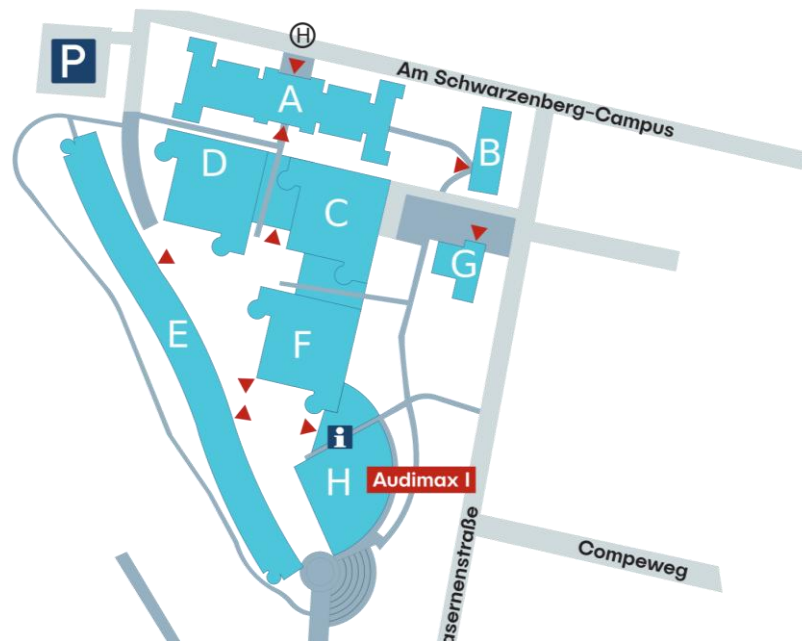 H
P
Am Schwarzenberg-Campus
A
B
D
C
G
E
F
i
H
Audimax I
asernenstraße
Compeweg